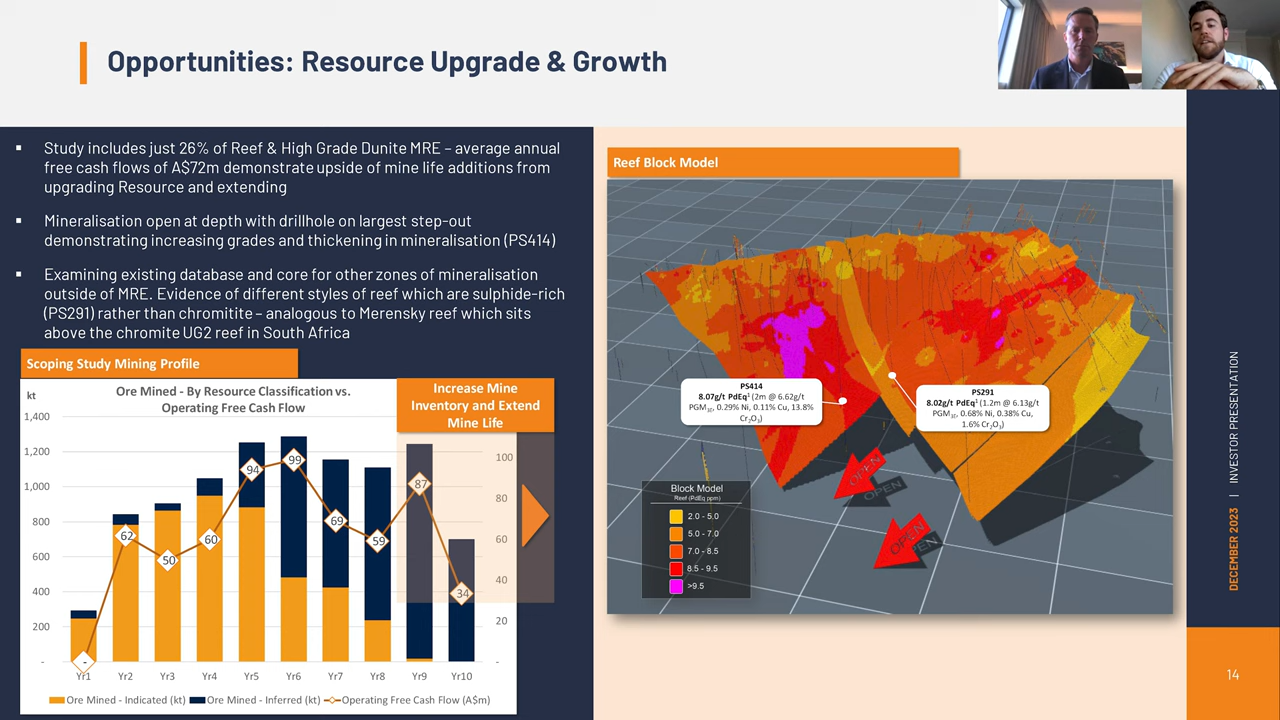 Opportunities: Resource Upgrade & Growth
▪ Study includes just 26% of Reef & High Grade Dunite MRE – average annual
free cash flows of A$72m demonstrate upside of mine life additions from
upgrading Resource and extending
▪ Mineralisation open at depth with drillhole on largest step-out
demonstrating increasing grades and thickening in mineralisation (PS414)
▪ Examining existing database and core for other zones of mineralisation
outside of MRE. Evidence of different styles of reef which are sulphide-rich
(PS291) rather than chromitite – analogous to Merensky reef which sits
above the chromite UG2 reef in South Africa
Scoping Study Mining Profile
kt
Ore Mined - By Resource Classification vs.
Operating Free Cash Flow
Increase Mine
Inventory and Extend
Mine Life
1,400
1,200
1,000
800
600
400
200
-
100
80
60
40
20
-
-
62
50
60
94
99
69
59
87
34
Yr1 Yr2 Yr3 Yr4 Yr5 Yr6 Yr7 Yr8 Yr9 Yr10
Ore Mined - Indicated (kt) Ore Mined - Inferred (kt) Operating Free Cash Flow (A$m)
Reef Block Model
PS414
8.07g/t PdEq¹ (2m @ 6.62g/t
PGM₃E, 0.29% Ni, 0.11% Cu, 13.8%
Cr₂O₃)
PS291
8.02g/t PdEq¹ (1.2m @ 6.13g/t
PGM₃E, 0.68% Ni, 0.38% Cu,
1.6% Cr₂O₃)
OPEN
OPEN
OPEN
OPEN
Block Model
Reef (PdEq ppm)
2.0 - 5.0
5.0 - 7.0
7.0 - 8.5
8.5 - 9.5
>9.5
DECEMBER 2023 | INVESTOR PRESENTATION
14